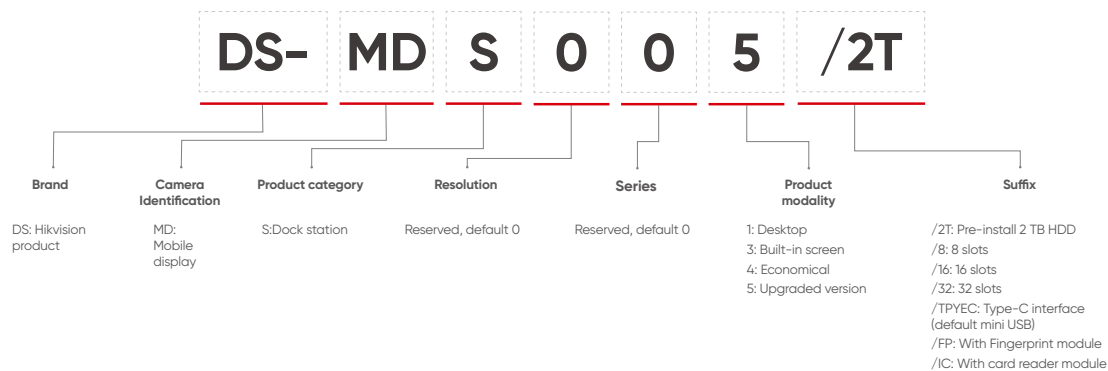 DS- MD S 0 0 5 /2T
Brand
DS: Hikvision
product
Camera
Identification
MD:
Mobile
display
Product category
S:Dock station
Resolution
Reserved, default 0
Series
Reserved, default 0
Product
modality
1: Desktop
3: Built-in screen
4: Economical
5: Upgraded version
Suffix
/2T: Pre-install 2 TB HDD
/8: 8 slots
/16: 16 slots
/32: 32 slots
/TPYEC: Type-C interface
(default mini USB)
/FP: With Fingerprint module
/IC: With card reader module